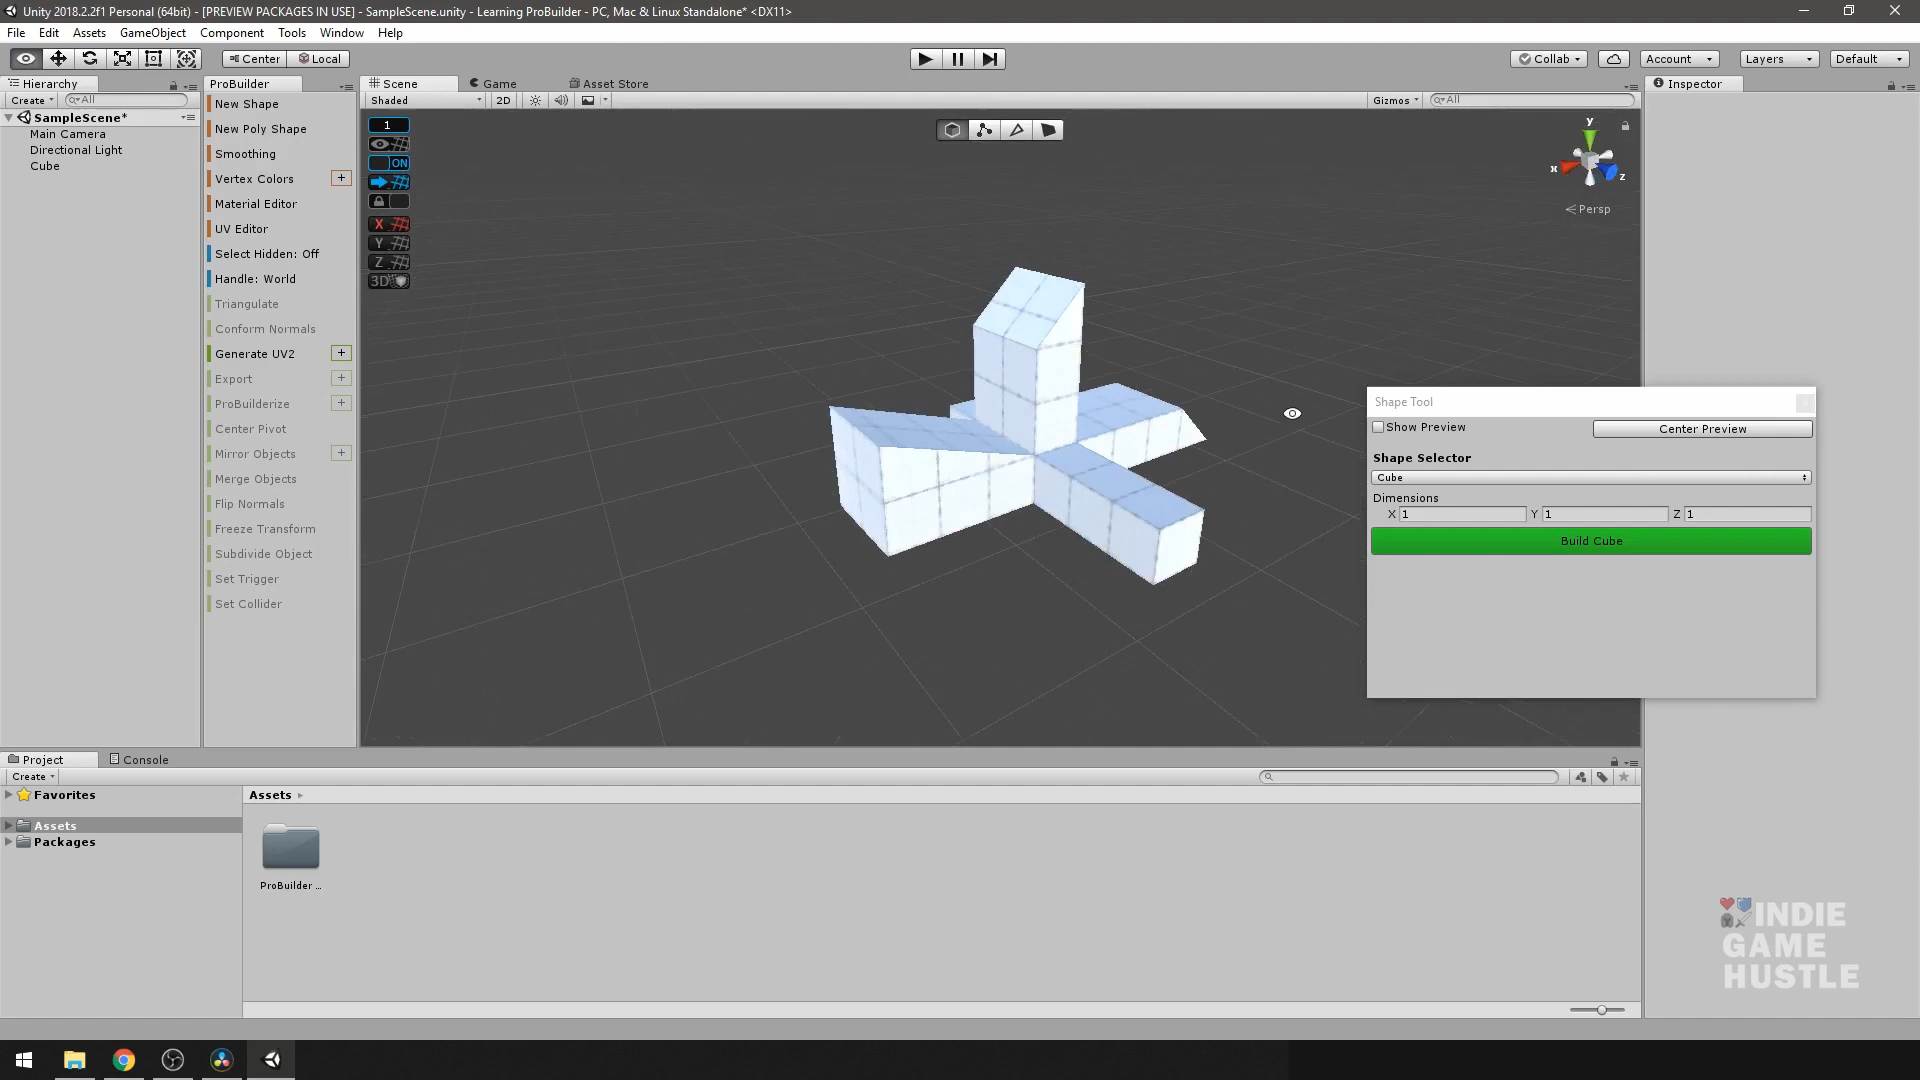 Unity 2018.2.2f1 Personal (64bit) - [PREVIEW PACKAGES IN USE] - SampleScene.unity - Learning ProBuilder - PC, Mac & Linux Standalone* <DX11>
File Edit Assets GameObject Component Tools Window Help
Center Local
Collab Account Layers Default
Hierarchy
Create All
SampleScene*
Main Camera
Directional Light
Cube
ProBuilder
New Shape
New Poly Shape
Smoothing
Vertex Colors +
Material Editor
UV Editor
Select Hidden: Off
Handle: World
Triangulate
Conform Normals
Generate UV2 +
Export +
ProBuilderize +
Center Pivot
Mirror Objects +
Merge Objects
Flip Normals
Freeze Transform
Subdivide Object
Set Trigger
Set Collider
Scene Game Asset Store
Shaded 2D Gizmos All
1
ON
X
Y
Z
3D
y
x
z
Persp
Inspector
Shape Tool
Show Preview Center Preview
Shape Selector
Cube
Dimensions
X 1 Y 1 Z 1
Build Cube
Project Console
Create
Favorites
Assets
Packages
Assets
ProBuilder ...
INDIE
GAME
HUSTLE